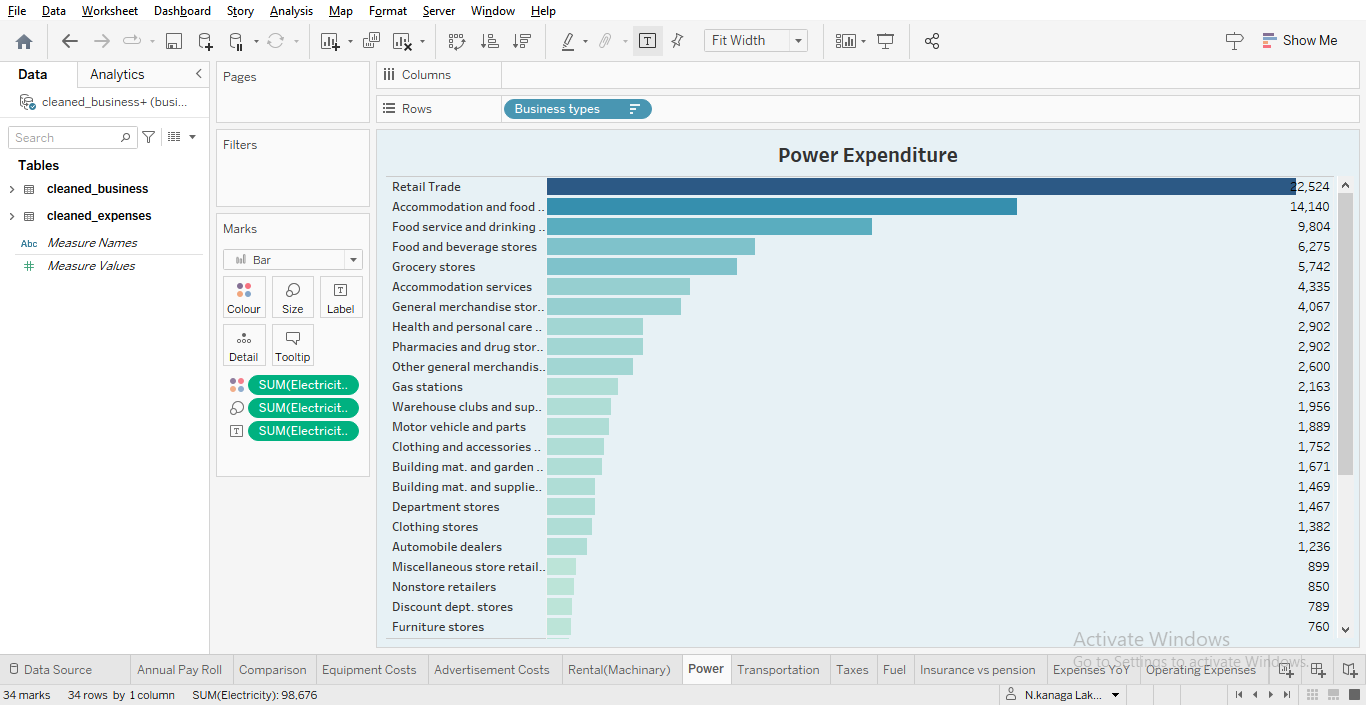 File Data Worksheet Dashboard Story Analysis Map Format Server Window Help
Fit Width
Show Me
Data Analytics
cleaned_business+ (busi...
Search
Tables
cleaned_business
cleaned_expenses
Abc Measure Names
# Measure Values
Pages
Filters
Marks
Bar
Colour Size Label
Detail Tooltip
SUM(Electricit..
SUM(Electricit..
SUM(Electricit..
Columns
Rows Business types
Power Expenditure
Retail Trade 22,524
Accommodation and food .. 14,140
Food service and drinking .. 9,804
Food and beverage stores 6,275
Grocery stores 5,742
Accommodation services 4,335
General merchandise stor.. 4,067
Health and personal care .. 2,902
Pharmacies and drug stor.. 2,902
Other general merchandis.. 2,600
Gas stations 2,163
Warehouse clubs and sup.. 1,956
Motor vehicle and parts 1,889
Clothing and accessories .. 1,752
Building mat. and garden .. 1,671
Building mat. and supplie.. 1,469
Department stores 1,467
Clothing stores 1,382
Automobile dealers 1,236
Miscellaneous store retail.. 899
Nonstore retailers 850
Discount dept. stores 789
Furniture stores 760
Activate Windows
Go to Settings to activate Windows.
Data Source Annual Pay Roll Comparison Equipment Costs Advertisement Costs Rental(Machinary) Power Transportation Taxes Fuel Insurance vs pension Expenses YoY Operating Expenses
34 marks 34 rows by 1 column SUM(Electricity): 98,676 N.kanaga Lak...